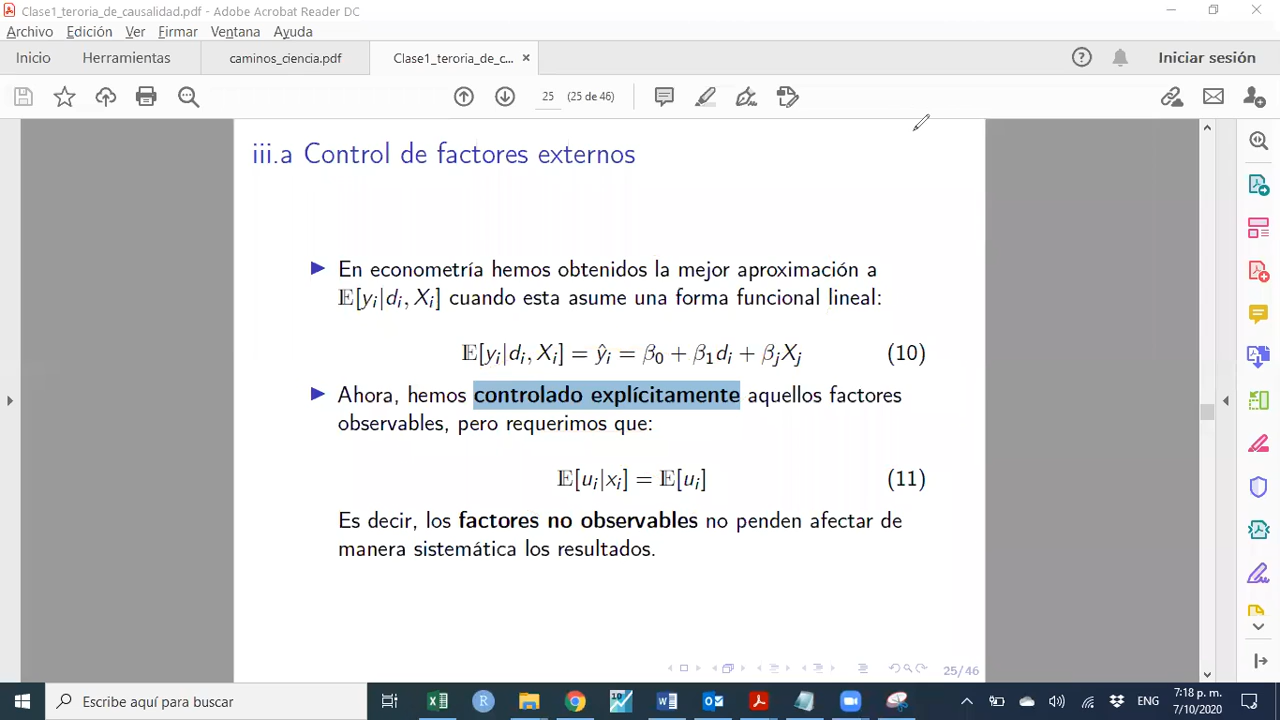 Clase1_teroria_de_causalidad.pdf - Adobe Acrobat Reader DC
Archivo Edición Ver Firmar Ventana Ayuda
Inicio Herramientas caminos_ciencia.pdf Clase1_teroria_de_c... × Iniciar sesión
25 (25 de 46)
iii.a Control de factores externos
► En econometría hemos obtenidos la mejor aproximación a
𝔼[yᵢ|dᵢ, Xᵢ] cuando esta asume una forma funcional lineal:
𝔼[yᵢ|dᵢ, Xᵢ] = ŷᵢ = β₀ + β₁dᵢ + βⱼXⱼ (10)
► Ahora, hemos controlado explícitamente aquellos factores
observables, pero requerimos que:
𝔼[uᵢ|xᵢ] = 𝔼[uᵢ] (11)
Es decir, los factores no observables no penden afectar de
manera sistemática los resultados.
25/46
Escribe aquí para buscar
ENG
7:18 p. m.
7/10/2020